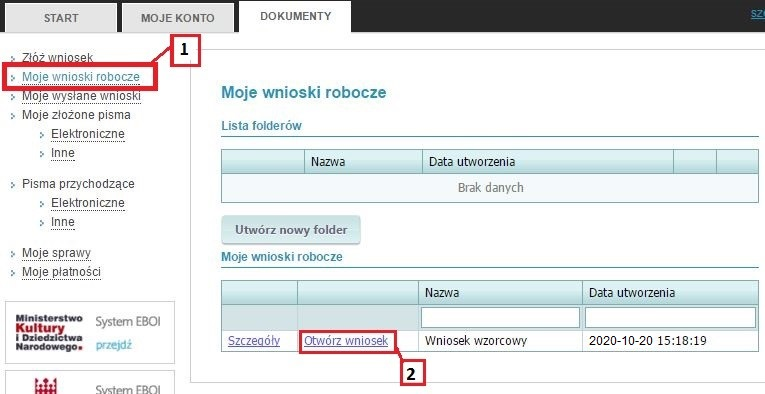 START MOJE KONTO DOKUMENTY sz
1
Złóż wniosek
Moje wnioski robocze
Moje wysłane wnioski
Moje złożone pisma
Elektroniczne
Inne
Pisma przychodzące
Elektroniczne
Inne
Moje sprawy
Moje płatności
Ministerstwo
Kultury
i Dziedzictwa
Narodowego.
System EBOI
przejdź
System EBOI
Moje wnioski robocze
Lista folderów
Nazwa Data utworzenia
Brak danych
Utwórz nowy folder
Moje wnioski robocze
Nazwa Data utworzenia
Szczegóły Otwórz wniosek Wniosek wzorcowy 2020-10-20 15:18:19
2